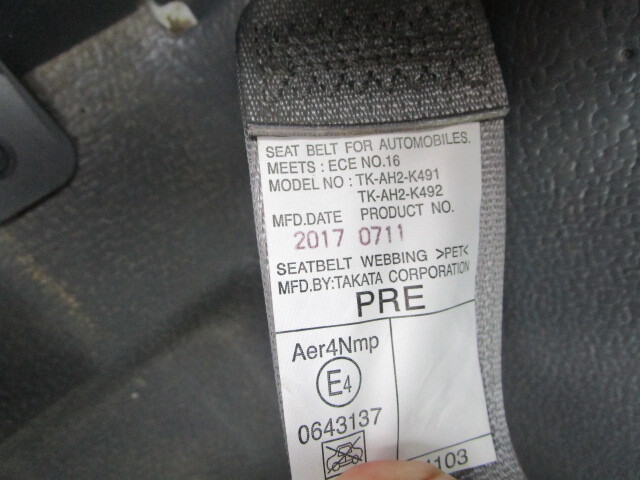 SEAT BELT FOR AUTOMOBILES.
MEETS : ECE NO.16
MODEL NO : TK-AH2-K491
TK-AH2-K492
MFD.DATE PRODUCT NO.
2017 0711
SEATBELT WEBBING >PET<
MFD.BY:TAKATA CORPORATION
PRE
Aer4Nmp
E4
0643137
1103